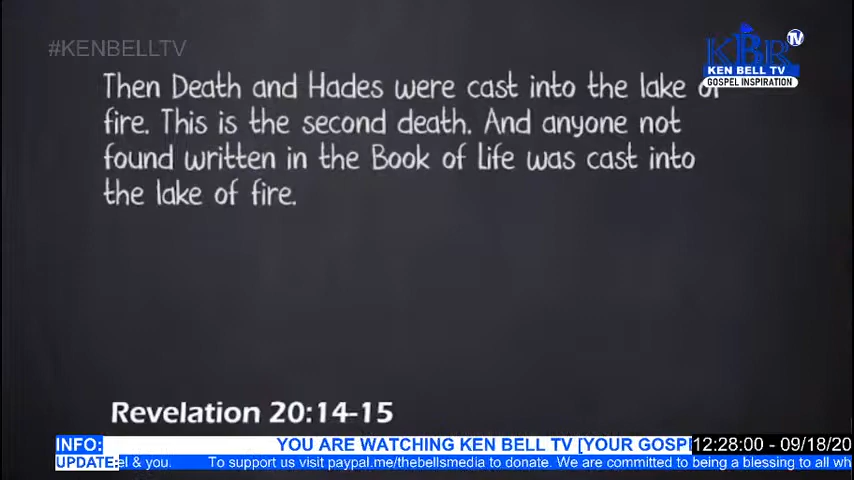 #KENBELLTV
KBR TV
KEN BELL TV
GOSPEL INSPIRATION
Then Death and Hades were cast into the lake of
fire. This is the second death. And anyone not
found written in the Book of Life was cast into
the lake of fire.
Revelation 20:14-15
INFO: YOU ARE WATCHING KEN BELL TV [YOUR GOSP 12:28:00 - 09/18/20
UPDATE: el & you. To support us visit paypal.me/thebellsmedia to donate. We are committed to being a blessing to all wh